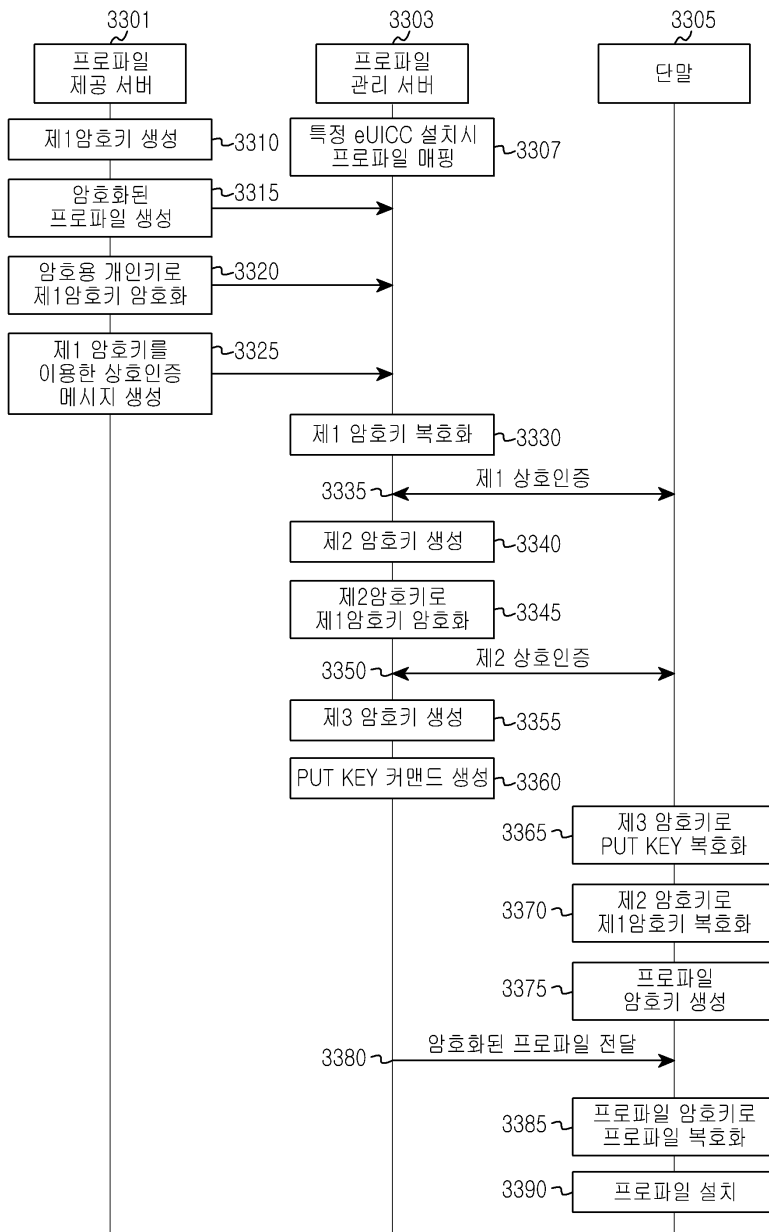 3301
3303
3305
프로파일
제공 서버
프로파일
관리 서버
단말
제1암호키 생성
3310
특정 eUICC 설치시
프로파일 매핑
3307
암호화된
프로파일 생성
3315
암호용 개인키로
제1암호키 암호화
3320
제1 암호키를
이용한 상호인증
메시지 생성
3325
제1 암호키 복호화
3330
3335
제1 상호인증
제2 암호키 생성
3340
제2암호키로
제1암호키 암호화
3345
3350
제2 상호인증
제3 암호키 생성
3355
PUT KEY 커맨드 생성
3360
3365
제3 암호키로
PUT KEY 복호화
3370
제2 암호키로
제1암호키 복호화
3375
프로파일
암호키 생성
3380
암호화된 프로파일 전달
3385
프로파일 암호키로
프로파일 복호화
3390
프로파일 설치